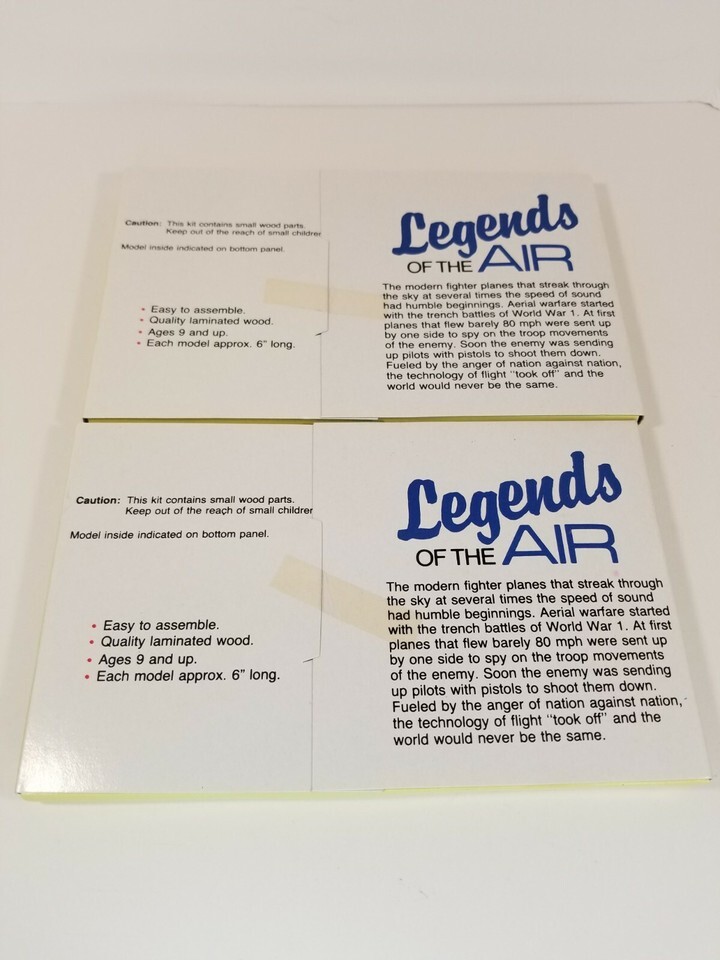 Caution: This kit contains small wood parts.
Keep out of the reach of small children
Model inside indicated on bottom panel.
• Easy to assemble.
• Quality laminated wood.
• Ages 9 and up.
• Each model approx. 6" long.
Legends
OF THE AIR
The modern fighter planes that streak through
the sky at several times the speed of sound
had humble beginnings. Aerial warfare started
with the trench battles of World War 1. At first
planes that flew barely 80 mph were sent up
by one side to spy on the troop movements
of the enemy. Soon the enemy was sending
up pilots with pistols to shoot them down.
Fueled by the anger of nation against nation,
the technology of flight "took off" and the
world would never be the same.
Caution: This kit contains small wood parts.
Keep out of the reach of small children
Model inside indicated on bottom panel.
• Easy to assemble.
• Quality laminated wood.
• Ages 9 and up.
• Each model approx. 6" long.
Legends
OF THE AIR
The modern fighter planes that streak through
the sky at several times the speed of sound
had humble beginnings. Aerial warfare started
with the trench battles of World War 1. At first
planes that flew barely 80 mph were sent up
by one side to spy on the troop movements
of the enemy. Soon the enemy was sending
up pilots with pistols to shoot them down.
Fueled by the anger of nation against nation,
the technology of flight "took off" and the
world would never be the same.